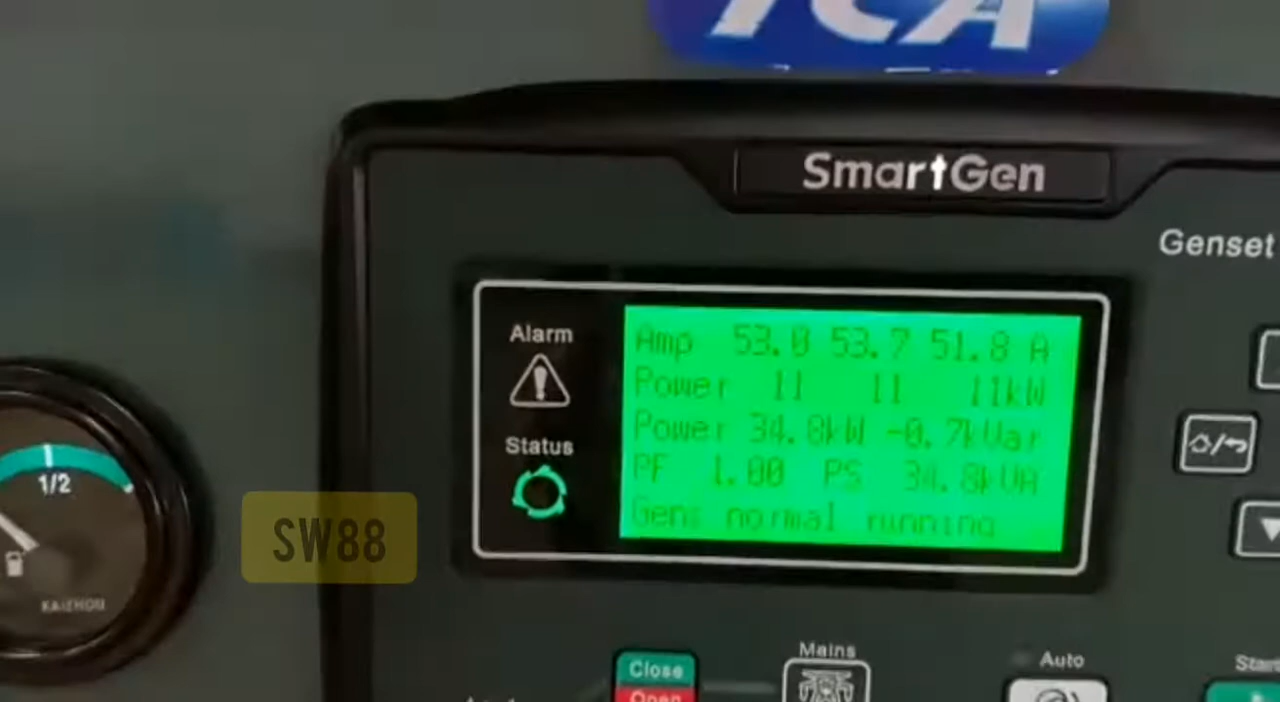 SmartGen
Genset
Alarm
Status
Amp 53.0 53.7 51.8 A
Power 11 11 11kW
Power 34.8kW -0.7kVar
PF 1.00 PS 34.8kVA
Gens normal running
1/2
KAIZHOU
SW88
Close
Open
Mains
Auto